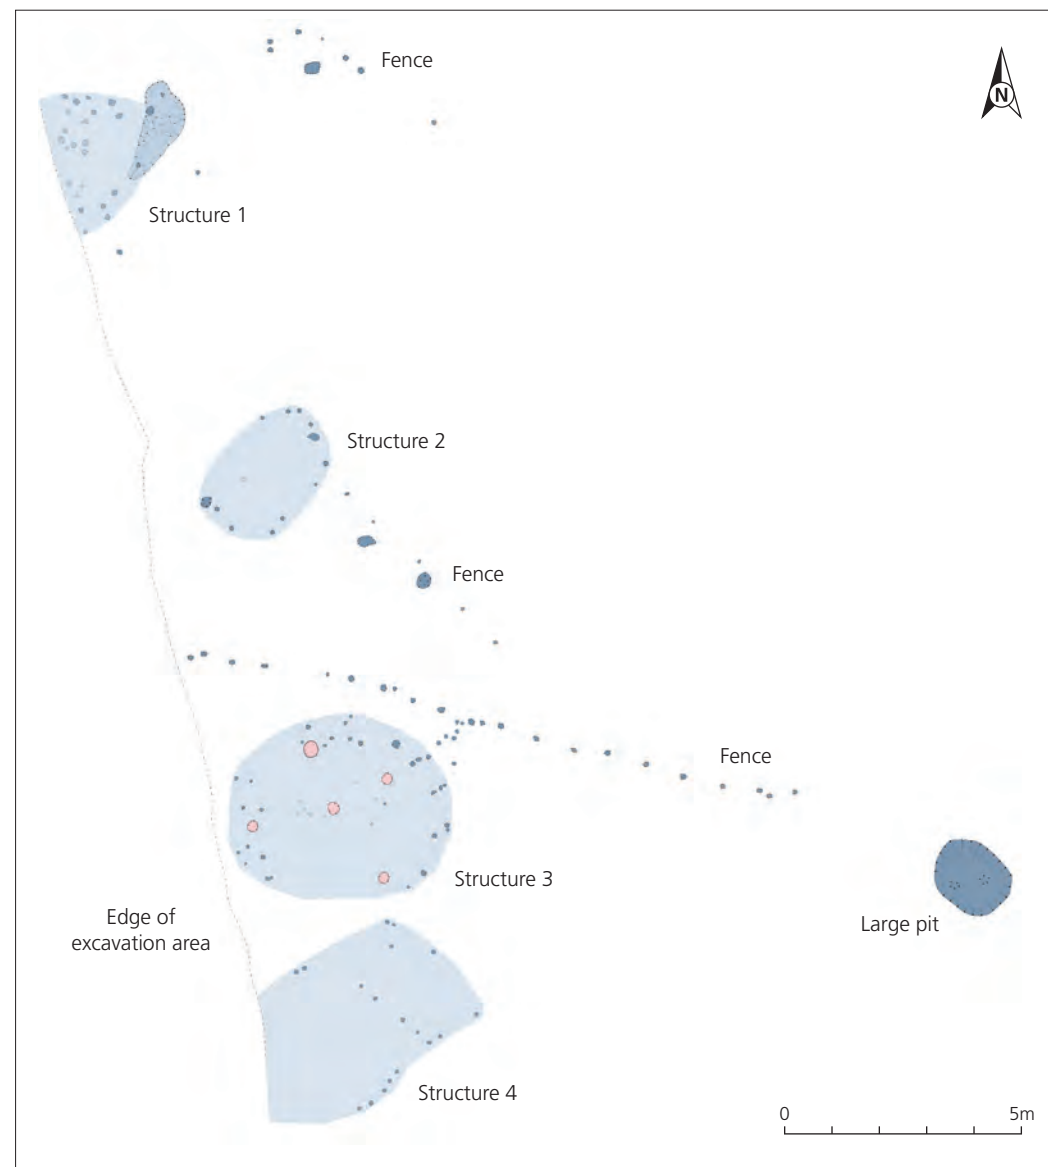 Fence
N
Structure 1
Structure 2
Fence
Fence
Structure 3
Large pit
Edge of
excavation area
Structure 4
0
5m